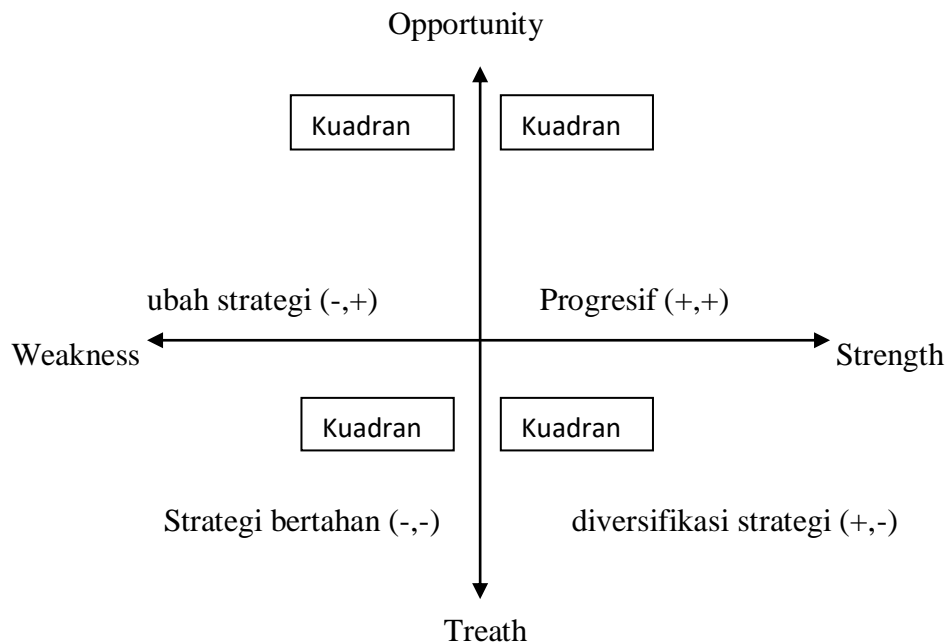 Opportunity
Kuadran Kuadran
ubah strategi (-,+) Progresif (+,+)
Weakness Strength
Kuadran Kuadran
Strategi bertahan (-,-) diversifikasi strategi (+,-)
Treath